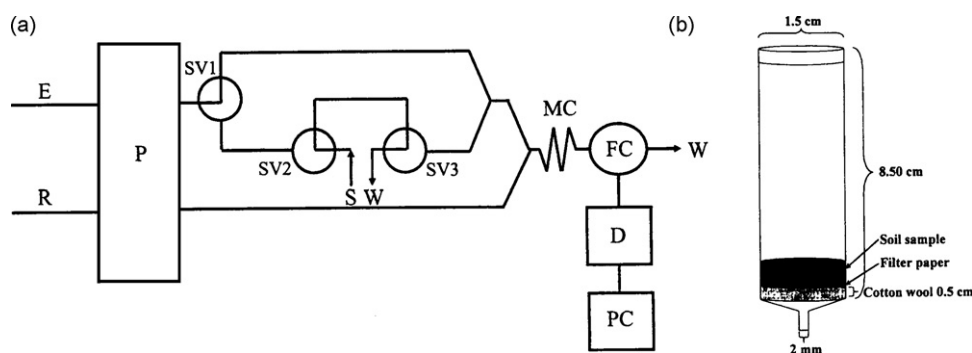 (a)
E
R
P
SV1
SV2
S
W
SV3
MC
FC
W
D
PC
(b)
1.5 cm
8.50 cm
Soil sample
Filter paper
Cotton wool 0.5 cm
2 mm